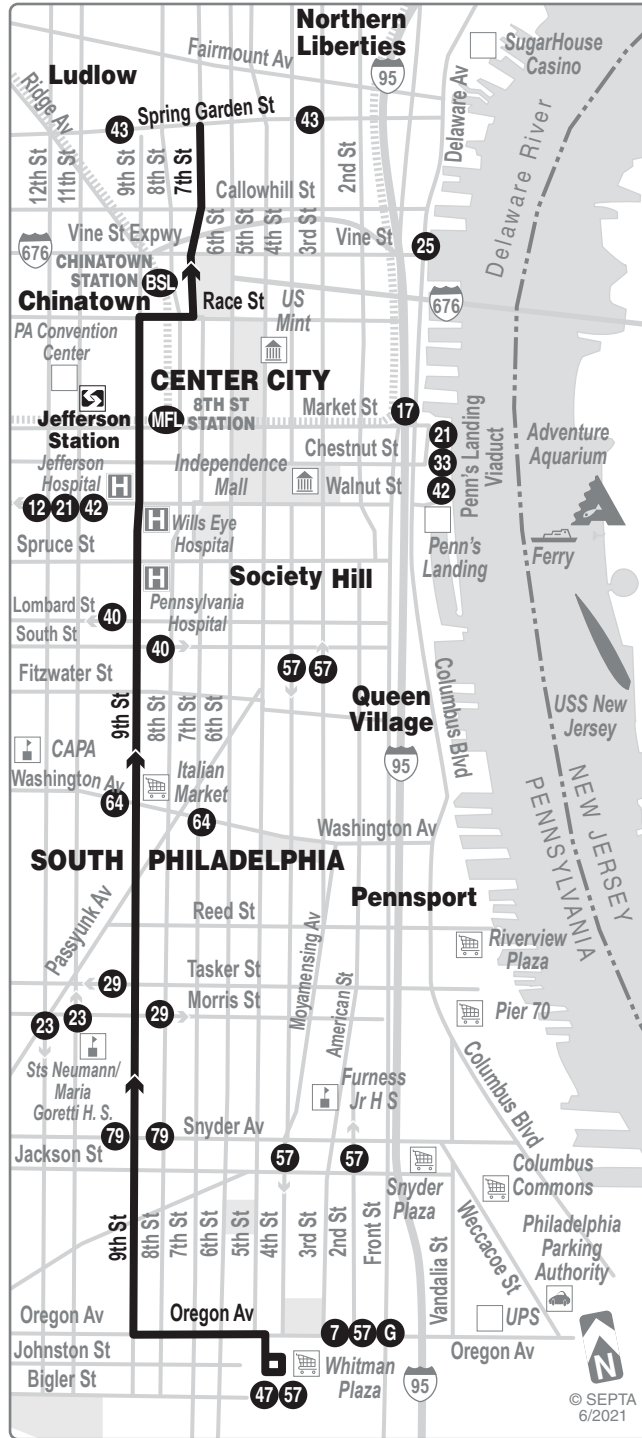 Northern
Liberties
Fairmount Av
SugarHouse
Casino
Ludlow
95
Delaware Av
Ridge Av
Spring Garden St
43
43
Delaware River
12th St
11th St
9th St
8th St
7th St
2nd St
Callowhill St
6th St
5th St
4th St
3rd St
Vine St Expwy
Vine St
25
676
CHINATOWN
STATION
BSL
676
Chinatown
Race St
US
Mint
PA Convention
Center
CENTER CITY
Jefferson
Station
MFL
8TH ST
STATION
Market St
17
Chestnut St
21
33
42
Penn's Landing
Viaduct
Adventure
Aquarium
Jefferson
Hospital
H
Independence
Mall
Walnut St
12
21
42
H
Wills Eye
Hospital
Penn's
Landing
Ferry
Spruce St
H
Society Hill
Pennsylvania
Hospital
Lombard St
40
South St
40
57
57
Fitzwater St
Queen
Village
Columbus Blvd
9th St
8th St
7th St
6th St
USS New
Jersey
CAPA
95
Washington Av
Italian
Market
64
64
Washington Av
NEW JERSEY
PENNSYLVANIA
SOUTH PHILADELPHIA
Pennsport
Passyunk Av
Reed St
Moyamensing Av
Riverview
Plaza
Tasker St
29
American St
Morris St
29
Pier 70
23
23
Sts Neumann/
Maria
Goretti H. S.
Furness
Jr H S
Columbus Blvd
79
79
Snyder Av
Jackson St
57
57
Snyder
Plaza
Columbus
Commons
9th St
8th St
7th St
6th St
5th St
4th St
3rd St
2nd St
Front St
Vandalia St
Weccacoe St
Philadelphia
Parking
Authority
Oregon Av
Oregon Av
7
57
G
UPS
Oregon Av
Johnston St
Whitman
Plaza
Bigler St
47
57
95
N
© SEPTA
6/2021